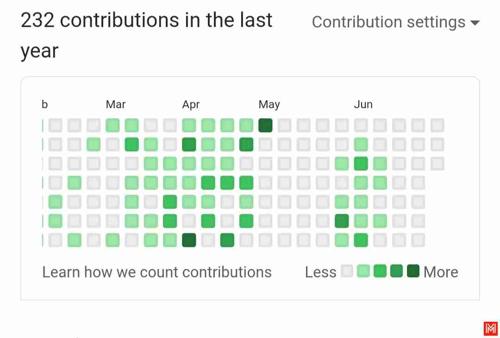 232 contributions in the last
year
Contribution settings
b Mar Apr May Jun
Learn how we count contributions
Less More
M